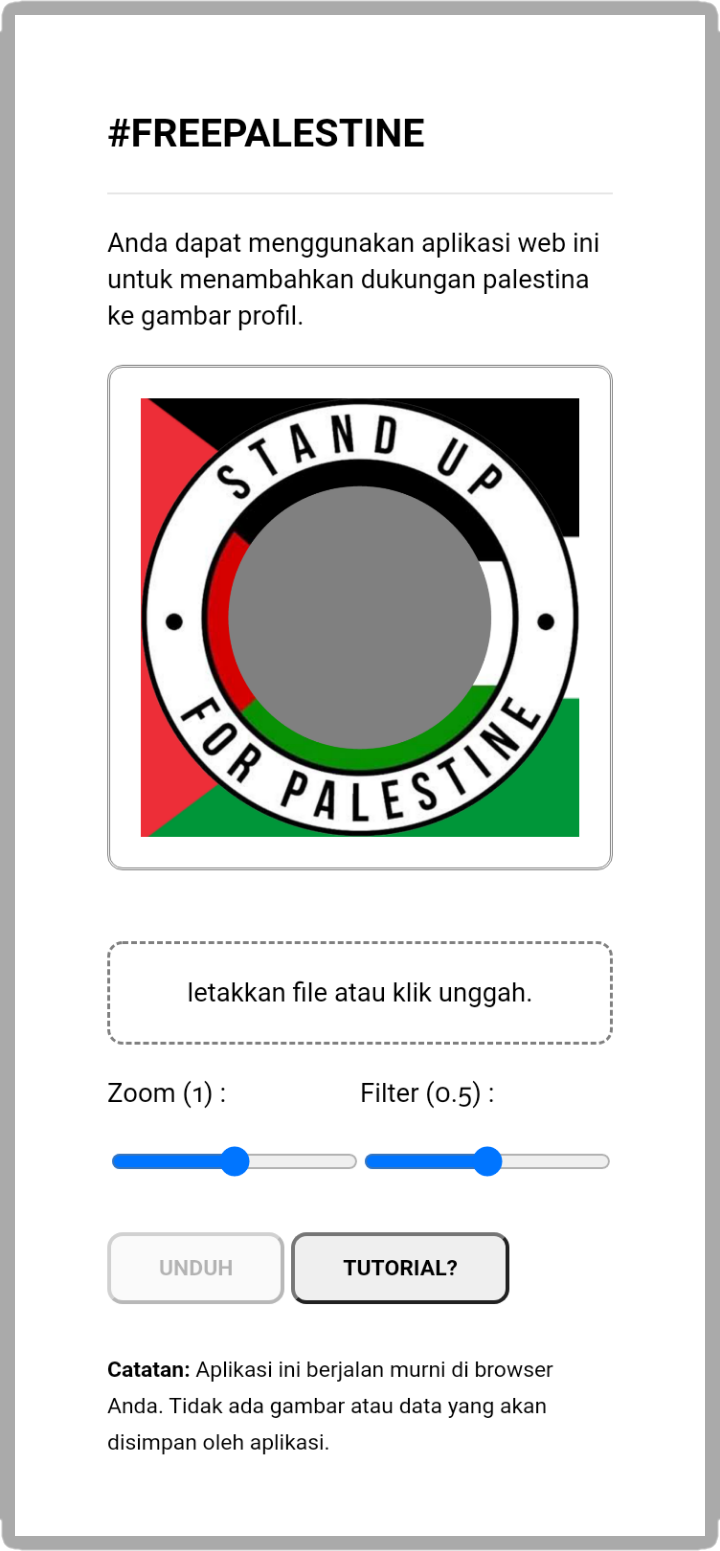 #FREEPALESTINE
Anda dapat menggunakan aplikasi web ini
untuk menambahkan dukungan palestina
ke gambar profil.
STAND UP
FOR PALESTINE
letakkan file atau klik unggah.
Zoom (1) : Filter (0.5) :
UNDUH TUTORIAL?
Catatan: Aplikasi ini berjalan murni di browser
Anda. Tidak ada gambar atau data yang akan
disimpan oleh aplikasi.